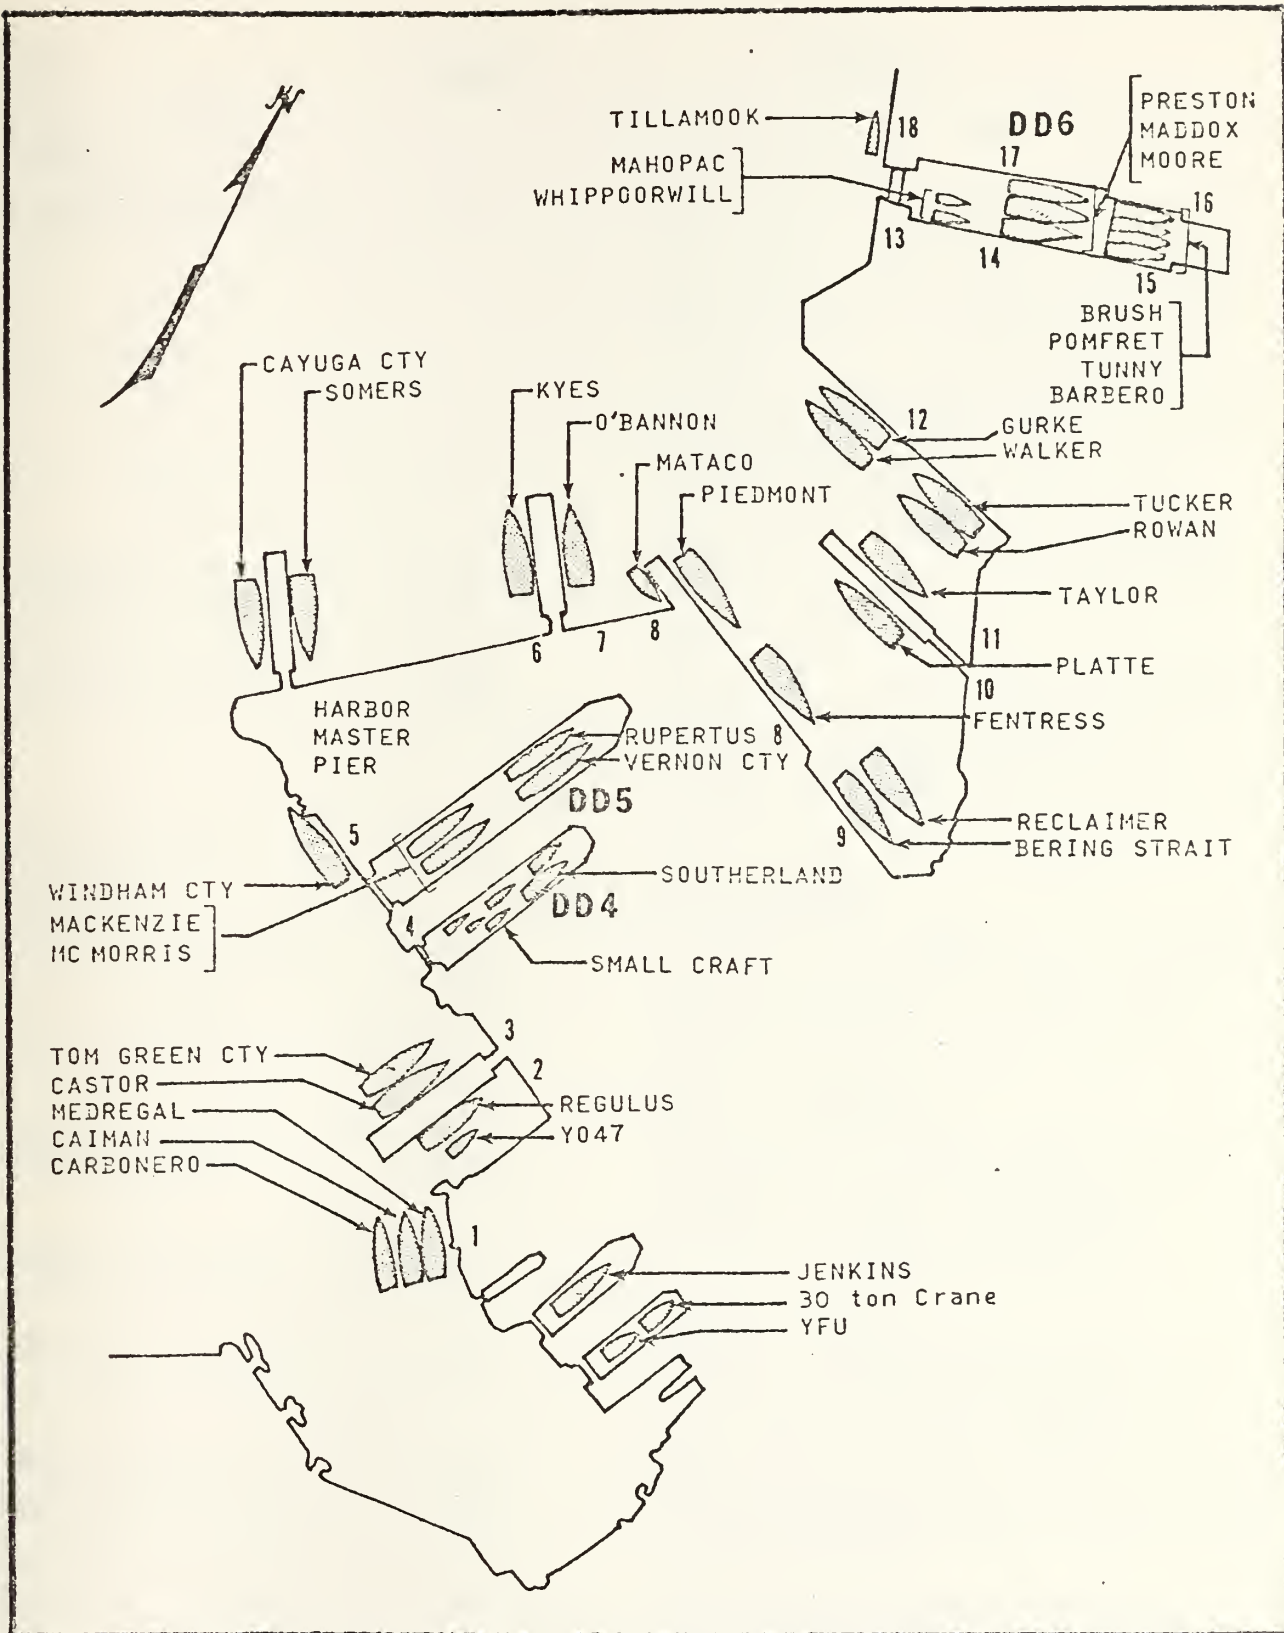 N
TILLAMOOK
18
DD6
17
PRESTON
MADDOX
MOORE
MAHOPAC
WHIPPOORWILL
16
13
14
15
BRUSH
POMFRET
TUNNY
BARBERO
CAYUGA CTY
SOMERS
KYES
O'BANNON
MATACO
PIEDMONT
12
GURKE
WALKER
TUCKER
ROWAN
TAYLOR
11
PLATTE
10
FENTRESS
6
7
8
HARBOR
MASTER
PIER
RUPERTUS
8
VERNON CTY
DD5
5
9
RECLAIMER
BERING STRAIT
WINDHAM CTY
MACKENZIE
MC MORRIS
SOUTHERLAND
DD4
4
SMALL CRAFT
3
TOM GREEN CTY
CASTOR
MEDREGAL
CAIMAN
CARBONERO
2
REGULUS
YO47
1
JENKINS
30 ton Crane
YFU